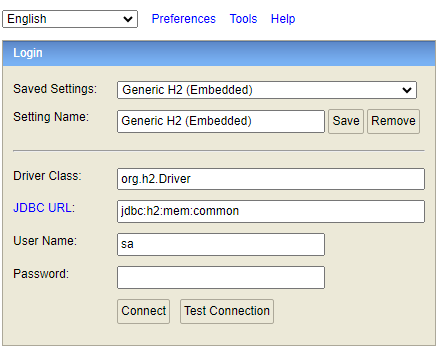 English Preferences Tools Help
Login
Saved Settings: Generic H2 (Embedded)
Setting Name: Generic H2 (Embedded) Save Remove
Driver Class: org.h2.Driver
JDBC URL: jdbc:h2:mem:common
User Name: sa
Password:
Connect Test Connection